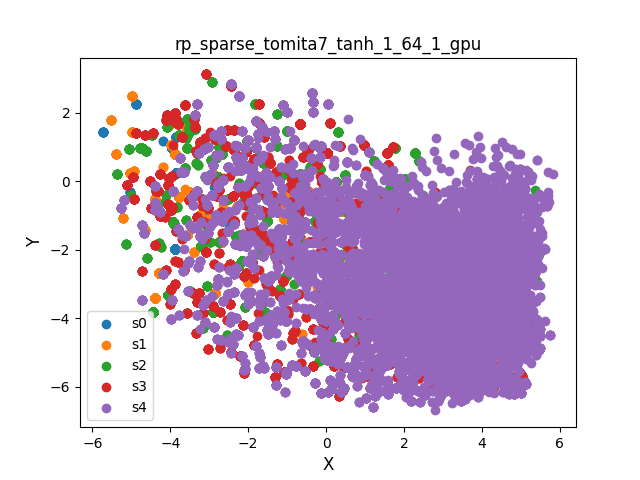 rp_sparse_tomita7_tanh_1_64_1_gpu
Y
2
0
−2
−4
−6
s0
s1
s2
s3
s4
−6
−4
−2
0
2
4
6
X